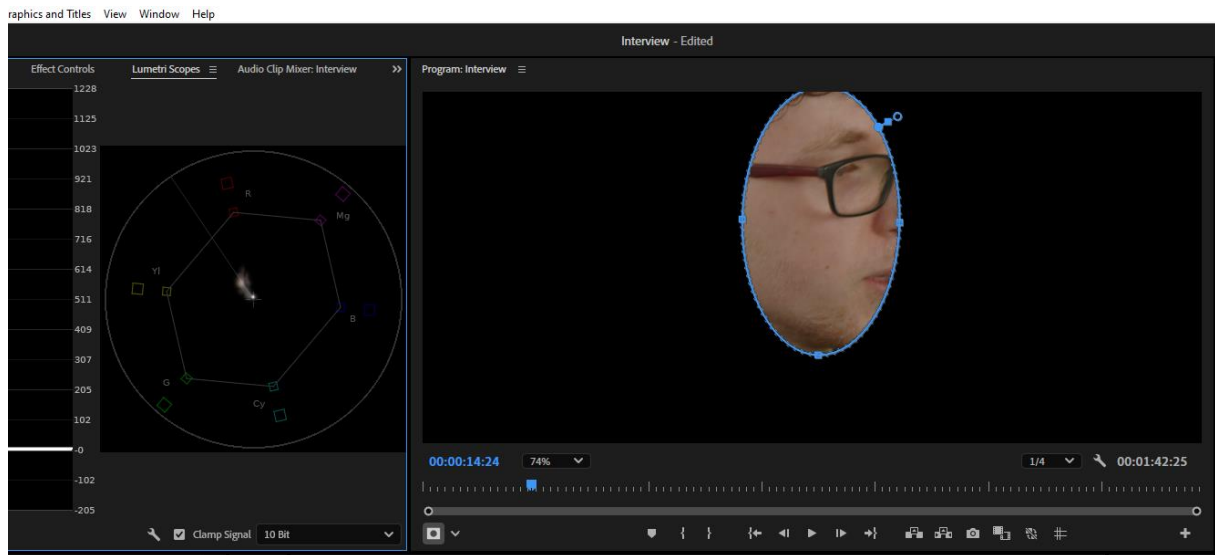 raphics and Titles View Window Help
Interview - Edited
Effect Controls Lumetri Scopes Audio Clip Mixer: Interview
Program: Interview
1228
1125
1023
921
818
716
614
511
409
307
205
102
-0
-102
-205
R
Mg
Yl
B
G
Cy
Clamp Signal 10 Bit
00:00:14:24 74% 1/4 00:01:42:25